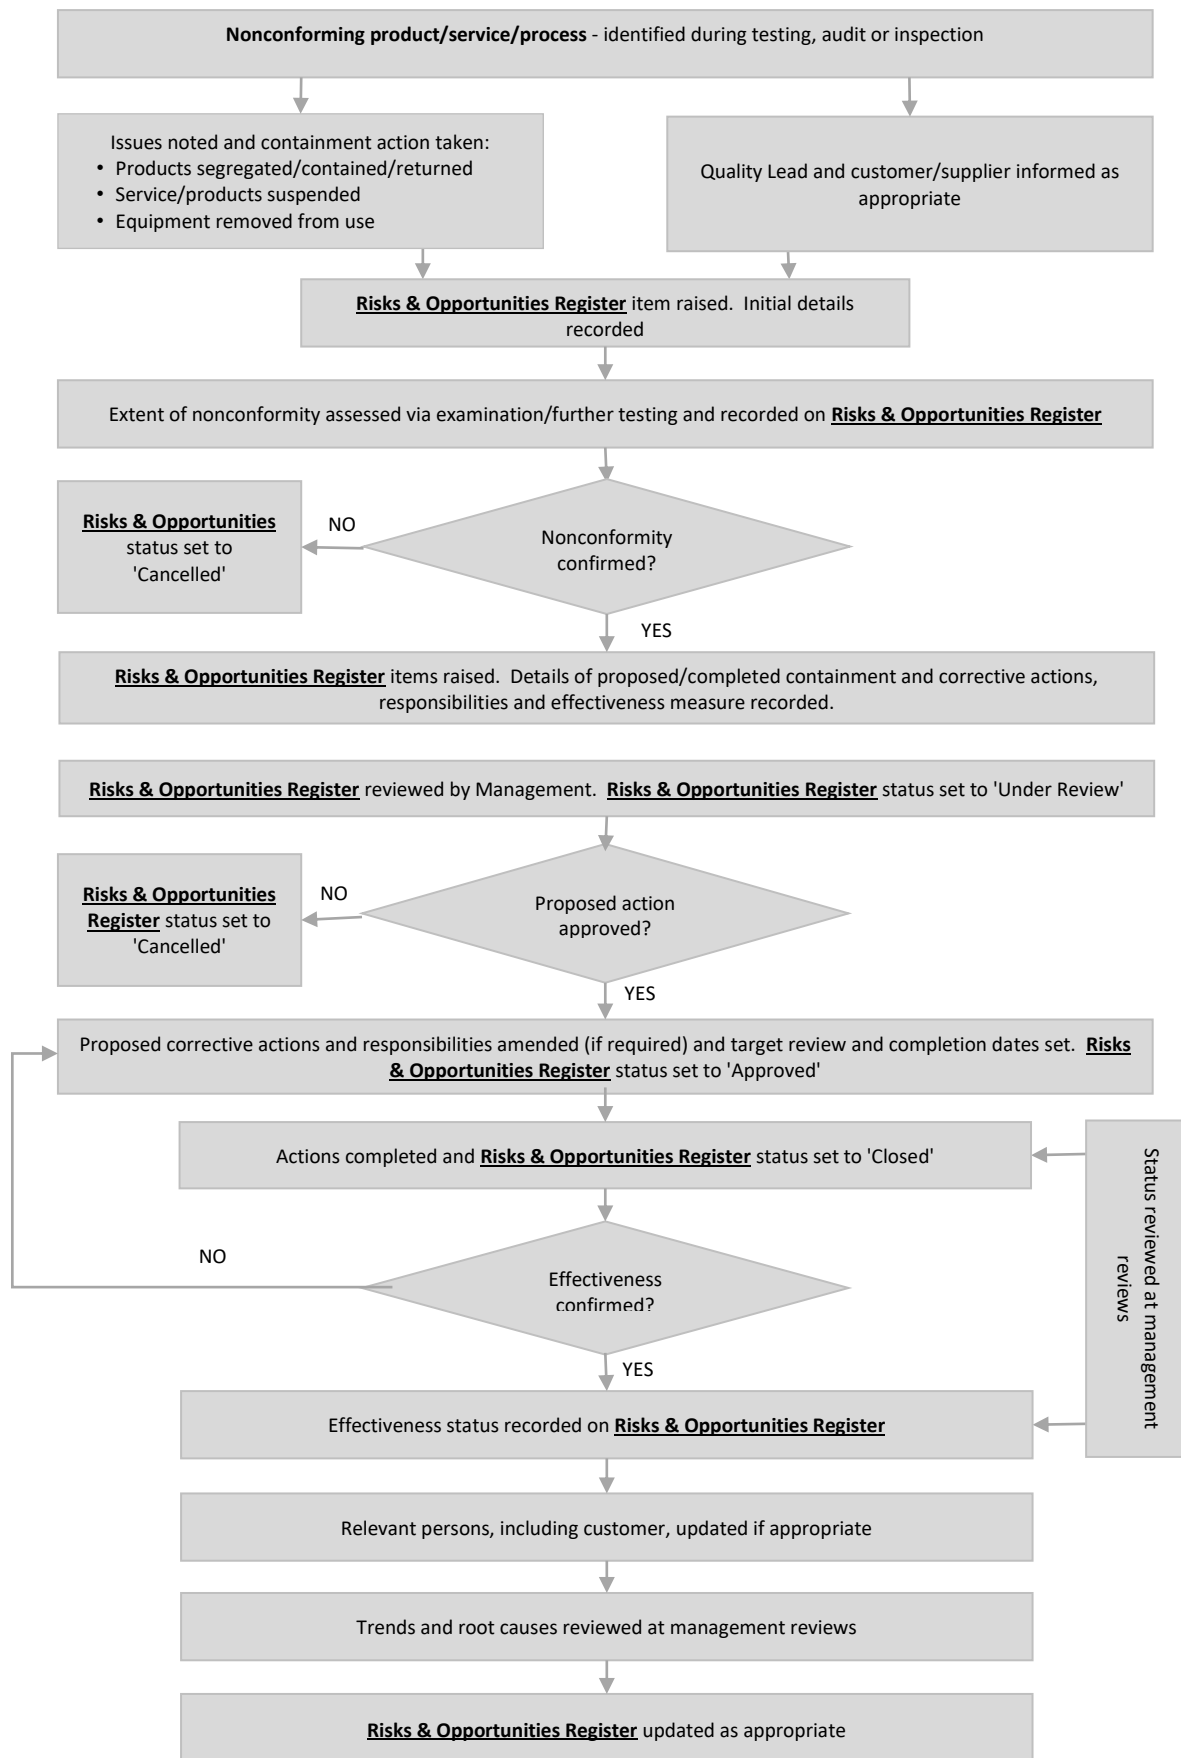 Nonconforming product/service/process - identified during testing, audit or inspection
Issues noted and containment action taken:
• Products segregated/contained/returned
• Service/products suspended
• Equipment removed from use
Quality Lead and customer/supplier informed as
appropriate
Risks & Opportunities Register item raised.  Initial details
recorded
Extent of nonconformity assessed via examination/further testing and recorded on Risks & Opportunities Register
Risks & Opportunities
status set to
'Cancelled'
NO
Nonconformity
confirmed?
YES
Risks & Opportunities Register items raised.  Details of proposed/completed containment and corrective actions,
responsibilities and effectiveness measure recorded.
Risks & Opportunities Register reviewed by Management.  Risks & Opportunities Register status set to 'Under Review'
Risks & Opportunities
Register status set to
'Cancelled'
NO
Proposed action
approved?
YES
Proposed corrective actions and responsibilities amended (if required) and target review and completion dates set.  Risks
& Opportunities Register status set to 'Approved'
Actions completed and Risks & Opportunities Register status set to 'Closed'
Status reviewed at management
reviews
NO
Effectiveness
confirmed?
YES
Effectiveness status recorded on Risks & Opportunities Register
Relevant persons, including customer, updated if appropriate
Trends and root causes reviewed at management reviews
Risks & Opportunities Register updated as appropriate